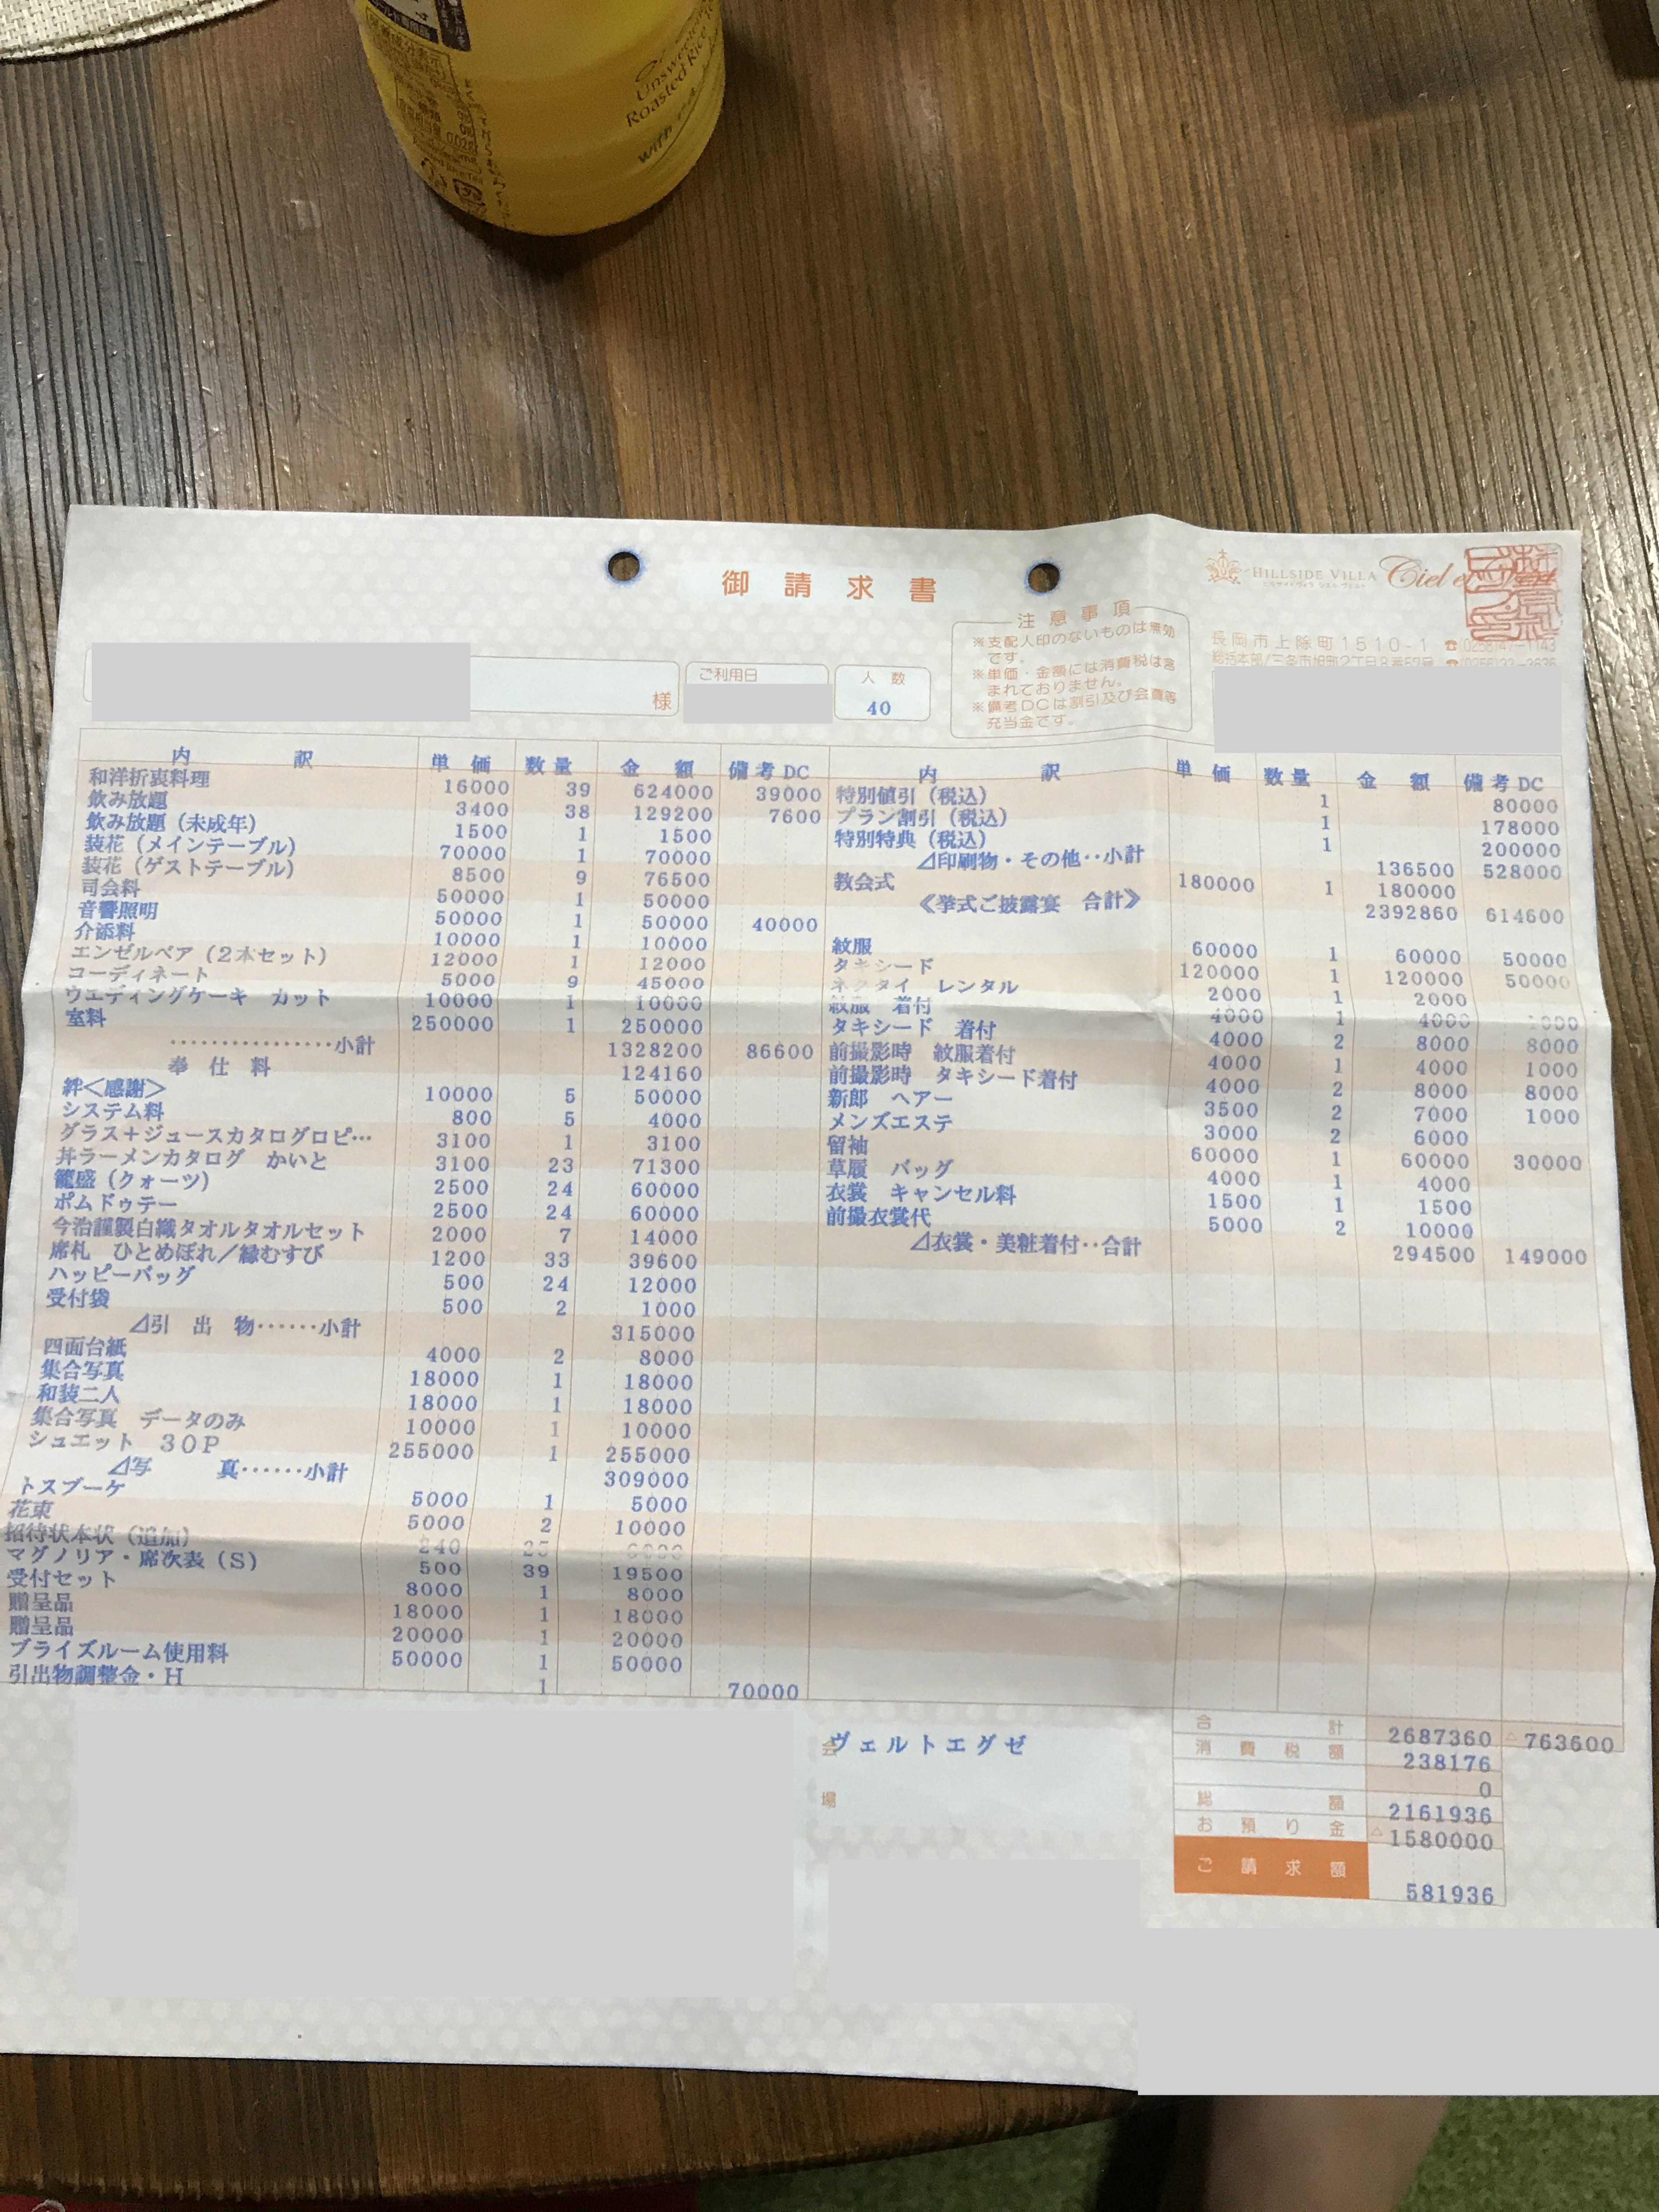 Unsweetened
Roasted Rice Te
with
御請求書
HILLSIDE VILLA Ciel et
注意事項
※支配人印のないものは無効
です。
※単価・金額には消費税は含
まれておりません。
※備考DCは割引及び会費等
充当金です。
長岡市上除町1510-1 ☎(0258)47-1143
様
ご利用日
人数
40
内訳 単価 数量 金額 備考DC
和洋折衷料理 16000 39 624000 39000
飲み放題 3400 38 129200 7600
飲み放題(未成年) 1500 1 1500
装花(メインテーブル) 70000 1 70000
装花(ゲストテーブル) 8500 9 76500
司会料 50000 1 50000
音響照明 50000 1 50000 40000
介添料 10000 1 10000
エンゼルペア(2本セット) 12000 1 12000
コーディネート 5000 9 45000
ウエディングケーキ カット 10000 1 10000
室料 250000 1 250000
‥‥‥‥‥‥‥‥小計 1328200 86600
奉仕料 124160
絆<感謝> 10000 5 50000
システム料 800 5 4000
グラス+ジュースカタログロピ… 3100 1 3100
丼ラーメンカタログ かいと 3100 23 71300
籠盛(クォーツ) 2500 24 60000
ポムドゥテー 2500 24 60000
今治謹製白織タオルタオルセット 2000 7 14000
席札 ひとめぼれ/縁むすび 1200 33 39600
ハッピーバッグ 500 24 12000
受付袋 500 2 1000
⊿引出物‥‥‥小計 315000
四面台紙 4000 2 8000
集合写真 18000 1 18000
和装二人 18000 1 18000
集合写真 データのみ 10000 1 10000
シュエット 30P 255000 1 255000
⊿写真‥‥‥小計 309000
トスブーケ 5000 1 5000
花束 5000 2 10000
招待状本状(追加) 240 25
マグノリア・席次表(S) 500 39 19500
受付セット 8000 1 8000
贈呈品 18000 1 18000
贈呈品 20000 1 20000
ブライズルーム使用料 50000 1 50000
引出物調整金・H 1 70000
内訳 単価 数量 金額 備考DC
特別値引(税込) 1 80000
プラン割引(税込) 1 178000
特別特典(税込) 1 200000
⊿印刷物・その他‥小計 136500 528000
教会式 180000 1 180000
《挙式ご披露宴 合計》 2392860 614600
紋服 60000 1 60000 50000
タキシード 120000 1 120000 50000
ネクタイ レンタル 2000 1 2000
紋服 着付 4000 1 4000 1000
タキシード 着付 4000 2 8000 8000
前撮影時 紋服着付 4000 1 4000 1000
前撮影時 タキシード着付 4000 2 8000 8000
新郎 ヘアー 3500 2 7000 1000
メンズエステ 3000 2 6000
留袖 60000 1 60000 30000
草履 バッグ 4000 1 4000
衣裳 キャンセル料 1500 1 1500
前撮衣裳代 5000 2 10000
⊿衣裳・美粧着付‥合計 294500 149000
会場
ヴェルトエグゼ
合計 2687360 △763600
消費税額 238176
0
総額 2161936
お預り金 △1580000
ご請求額 581936